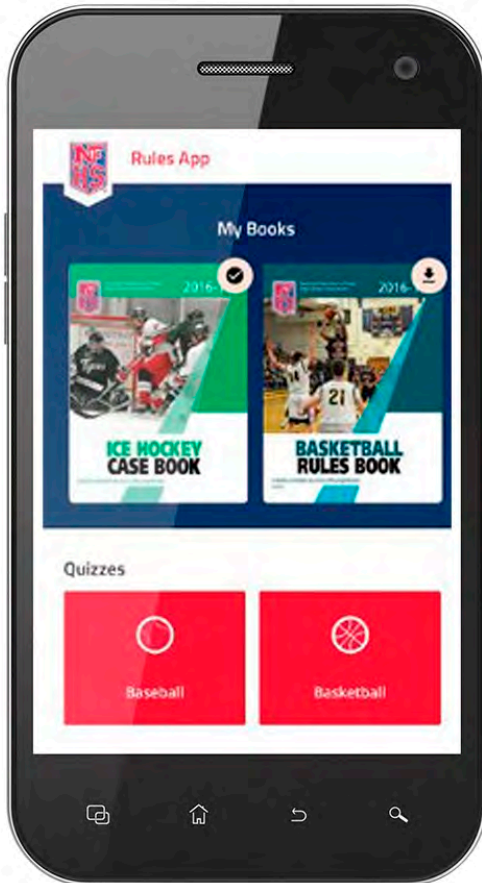 NF
HS
Rules App
My Books
2016-
2016-
ICE HOCKEY
CASE BOOK
21
BASKETBALL
RULES BOOK
Quizzes
Baseball
Basketball